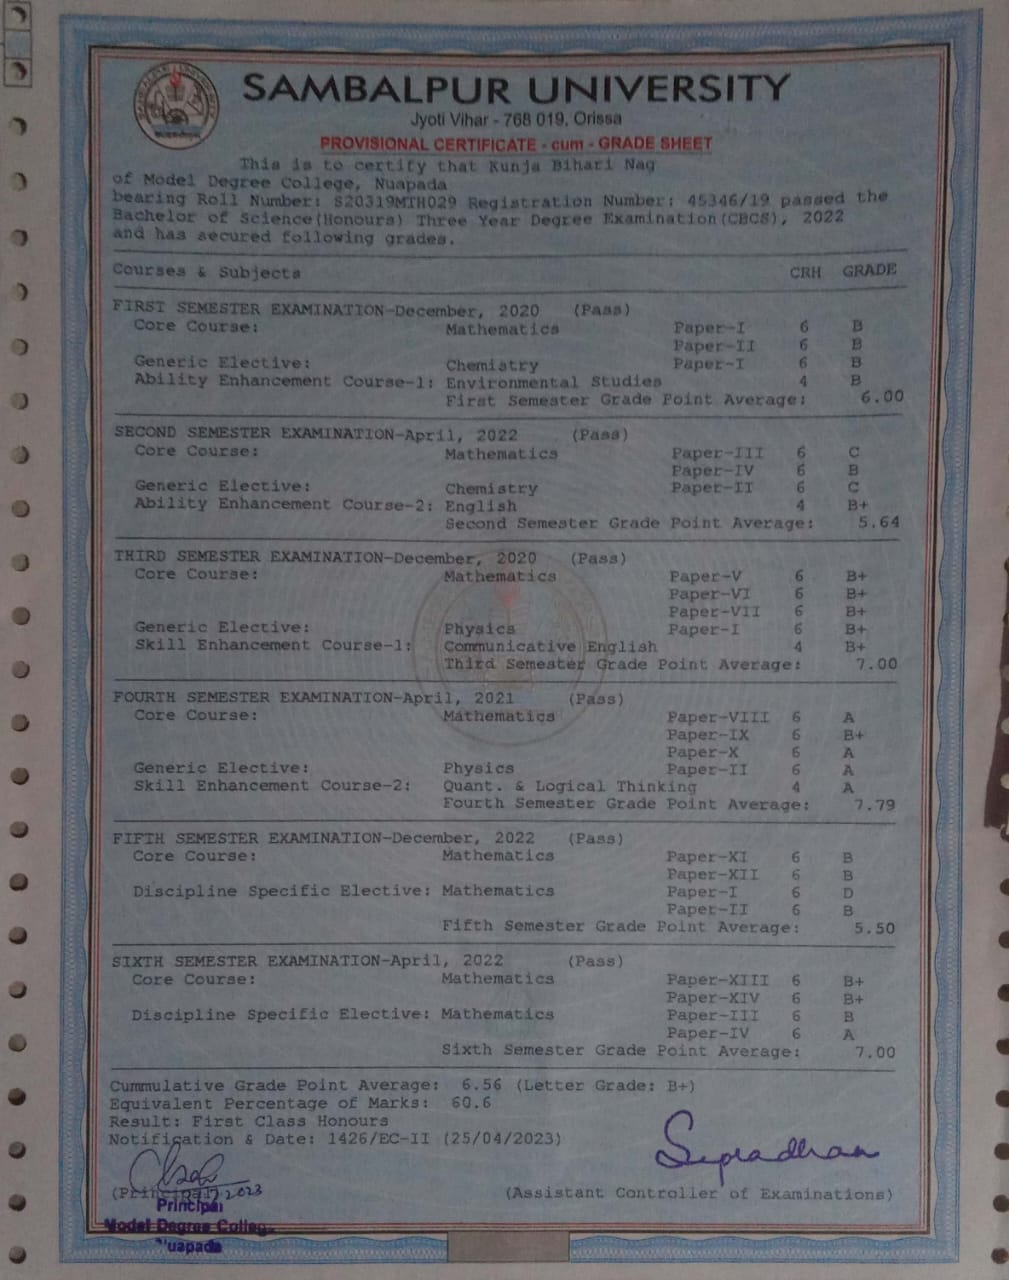 SAMBALPUR UNIVERSITY
Jyoti Vihar - 768 019, Orissa
PROVISIONAL CERTIFICATE - cum - GRADE SHEET
This is to certify that Kunja Bihari Nag
of Model Degree College, Nuapada
bearing Roll Number: S20319MTH029 Registration Number: 45346/19 passed the
Bachelor of Science(Honours) Three Year Degree Examination(CBCS), 2022
and has secured following grades.
Courses & Subjects CRH GRADE
FIRST SEMESTER EXAMINATION-December, 2020 (Pass)
Core Course: Mathematics Paper-I 6 B
Paper-II 6 B
Generic Elective: Chemistry Paper-I 6 B
Ability Enhancement Course-1: Environmental Studies 4 B
First Semester Grade Point Average: 6.00
SECOND SEMESTER EXAMINATION-April, 2022 (Pass)
Core Course: Mathematics Paper-III 6 C
Paper-IV 6 B
Generic Elective: Chemistry Paper-II 6 C
Ability Enhancement Course-2: English 4 B+
Second Semester Grade Point Average: 5.64
THIRD SEMESTER EXAMINATION-December, 2020 (Pass)
Core Course: Mathematics Paper-V 6 B+
Paper-VI 6 B+
Paper-VII 6 B+
Generic Elective: Physics Paper-I 6 B+
Skill Enhancement Course-1: Communicative English 4 B+
Third Semester Grade Point Average: 7.00
FOURTH SEMESTER EXAMINATION-April, 2021 (Pass)
Core Course: Mathematics Paper-VIII 6 A
Paper-IX 6 B+
Paper-X 6 A
Generic Elective: Physics Paper-II 6 A
Skill Enhancement Course-2: Quant. & Logical Thinking 4 A
Fourth Semester Grade Point Average: 7.79
FIFTH SEMESTER EXAMINATION-December, 2022 (Pass)
Core Course: Mathematics Paper-XI 6 B
Paper-XII 6 B
Discipline Specific Elective: Mathematics Paper-I 6 D
Paper-II 6 B
Fifth Semester Grade Point Average: 5.50
SIXTH SEMESTER EXAMINATION-April, 2022 (Pass)
Core Course: Mathematics Paper-XIII 6 B+
Paper-XIV 6 B+
Discipline Specific Elective: Mathematics Paper-III 6 B
Paper-IV 6 A
Sixth Semester Grade Point Average: 7.00
Cummulative Grade Point Average: 6.56 (Letter Grade: B+)
Equivalent Percentage of Marks: 60.6
Result: First Class Honours
Notification & Date: 1426/EC-II (25/04/2023)
(Principal) 2023 (Assistant Controller of Examinations)
Principal
Model Degree College
Nuapada